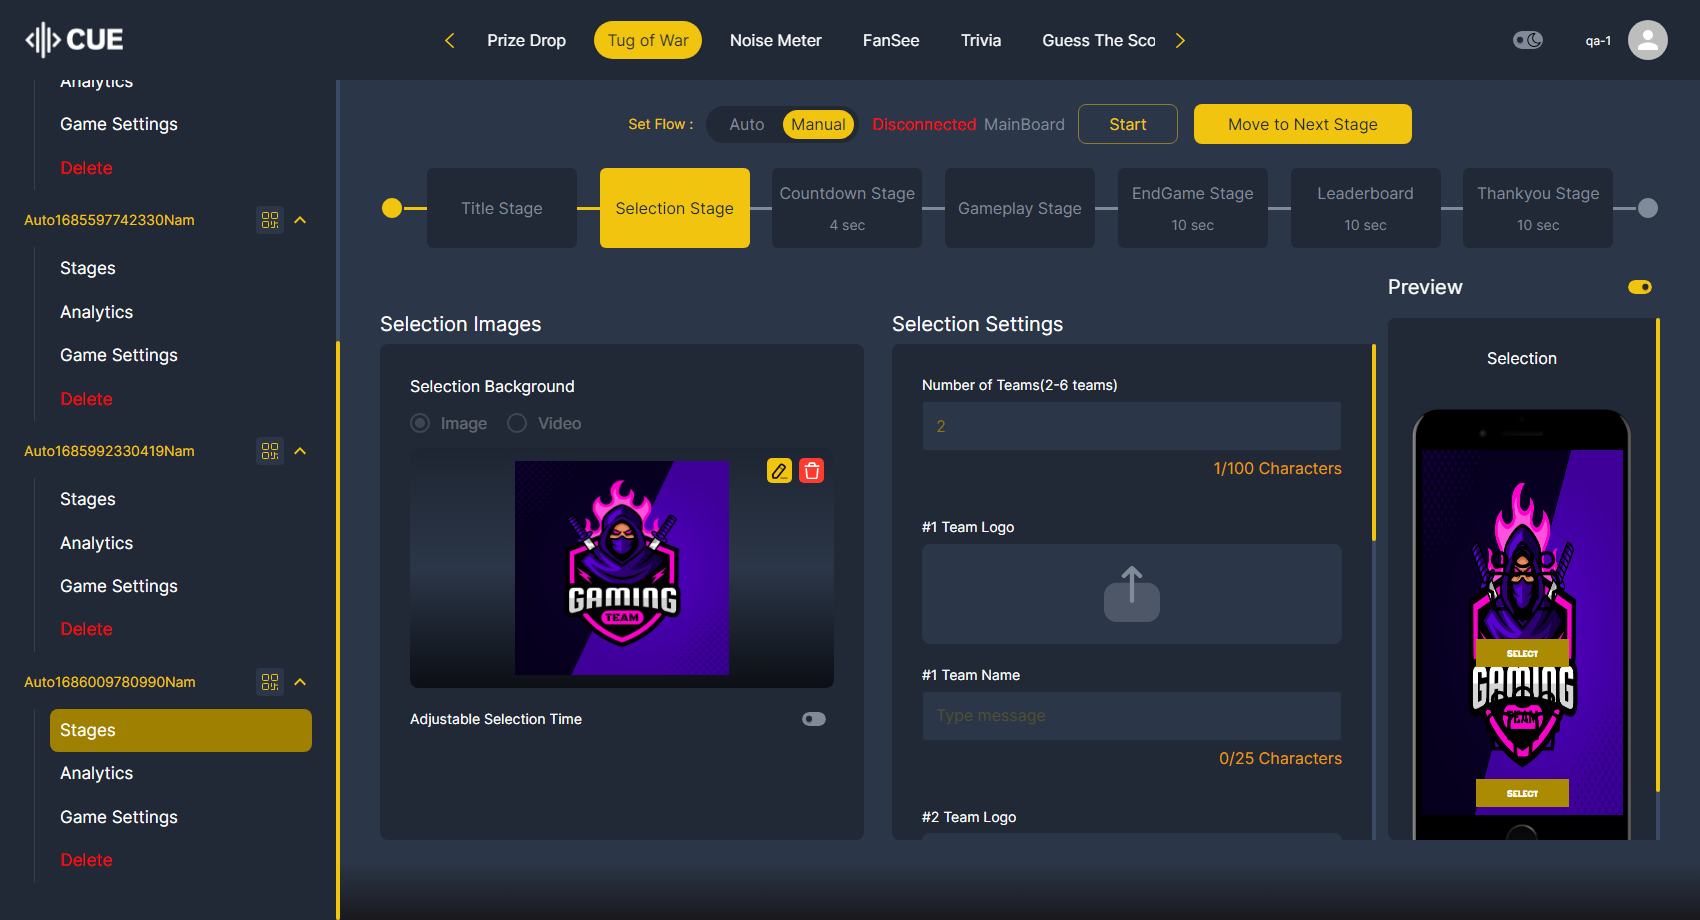 CUE
Prize Drop
Tug of War
Noise Meter
FanSee
Trivia
Guess The Sco
qa-1
Analytics
Game Settings
Delete
Auto1685597742330Nam
Stages
Analytics
Game Settings
Delete
Auto1685992330419Nam
Stages
Analytics
Game Settings
Delete
Auto1686009780990Nam
Stages
Analytics
Game Settings
Delete
Set Flow :
Auto
Manual
Disconnected MainBoard
Start
Move to Next Stage
Title Stage
Selection Stage
Countdown Stage
4 sec
Gameplay Stage
EndGame Stage
10 sec
Leaderboard
10 sec
Thankyou Stage
10 sec
Selection Images
Selection Background
Image
Video
GAMING
TEAM
Adjustable Selection Time
Selection Settings
Number of Teams(2-6 teams)
2
1/100 Characters
#1 Team Logo
#1 Team Name
Type message
0/25 Characters
#2 Team Logo
Preview
Selection
SELECT
GAMING
TEAM
SELECT